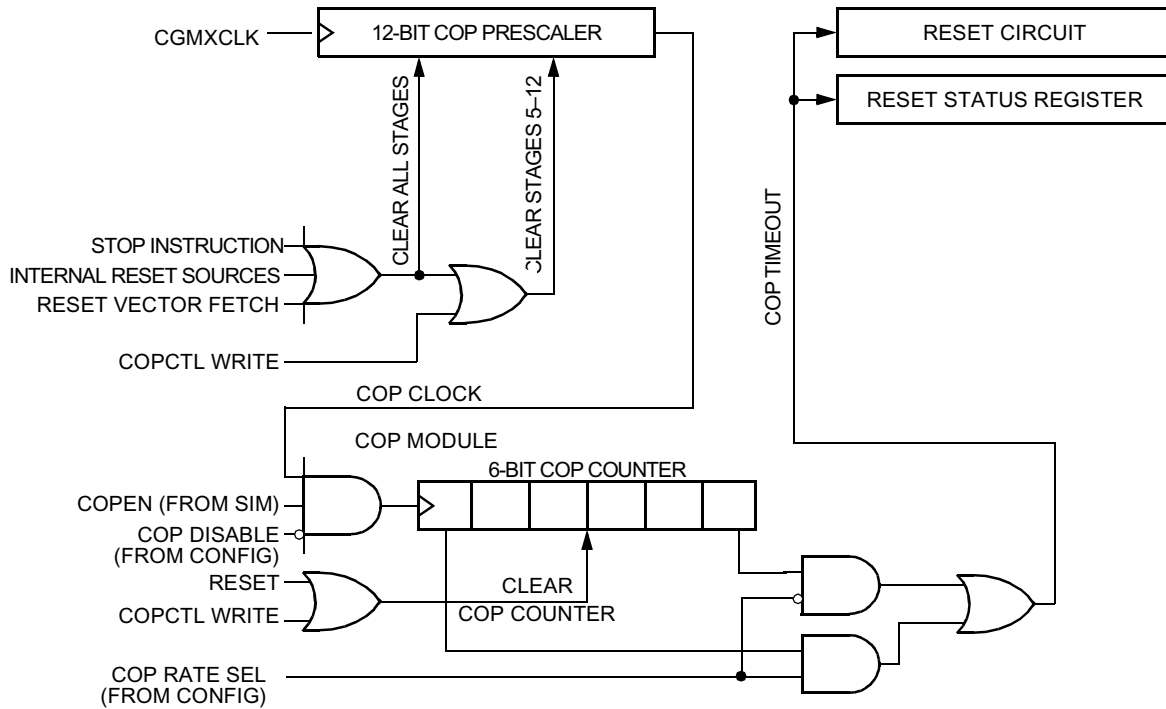 CGMXCLK
12-BIT COP PRESCALER
RESET CIRCUIT
RESET STATUS REGISTER
CLEAR ALL STAGES
CLEAR STAGES 5–12
COP TIMEOUT
STOP INSTRUCTION
INTERNAL RESET SOURCES
RESET VECTOR FETCH
COPCTL WRITE
COP CLOCK
COP MODULE
6-BIT COP COUNTER
COPEN (FROM SIM)
COP DISABLE
(FROM CONFIG)
RESET
COPCTL WRITE
CLEAR
COP COUNTER
COP RATE SEL
(FROM CONFIG)